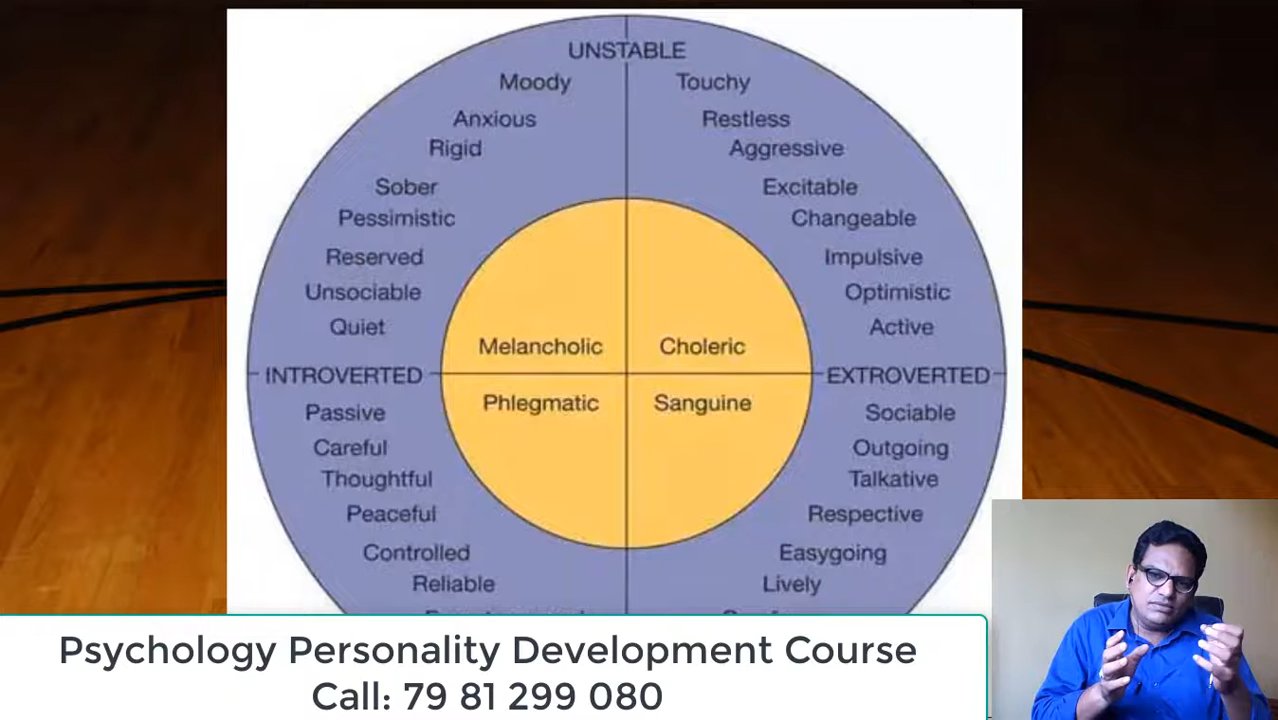 UNSTABLE
Moody Touchy
Anxious Restless
Rigid Aggressive
Sober Excitable
Pessimistic Changeable
Reserved Impulsive
Unsociable Optimistic
Quiet Active
Melancholic Choleric
INTROVERTED EXTROVERTED
Phlegmatic Sanguine
Passive Sociable
Careful Outgoing
Thoughtful Talkative
Peaceful Respective
Controlled Easygoing
Reliable Lively
Psychology Personality Development Course
Call: 79 81 299 080